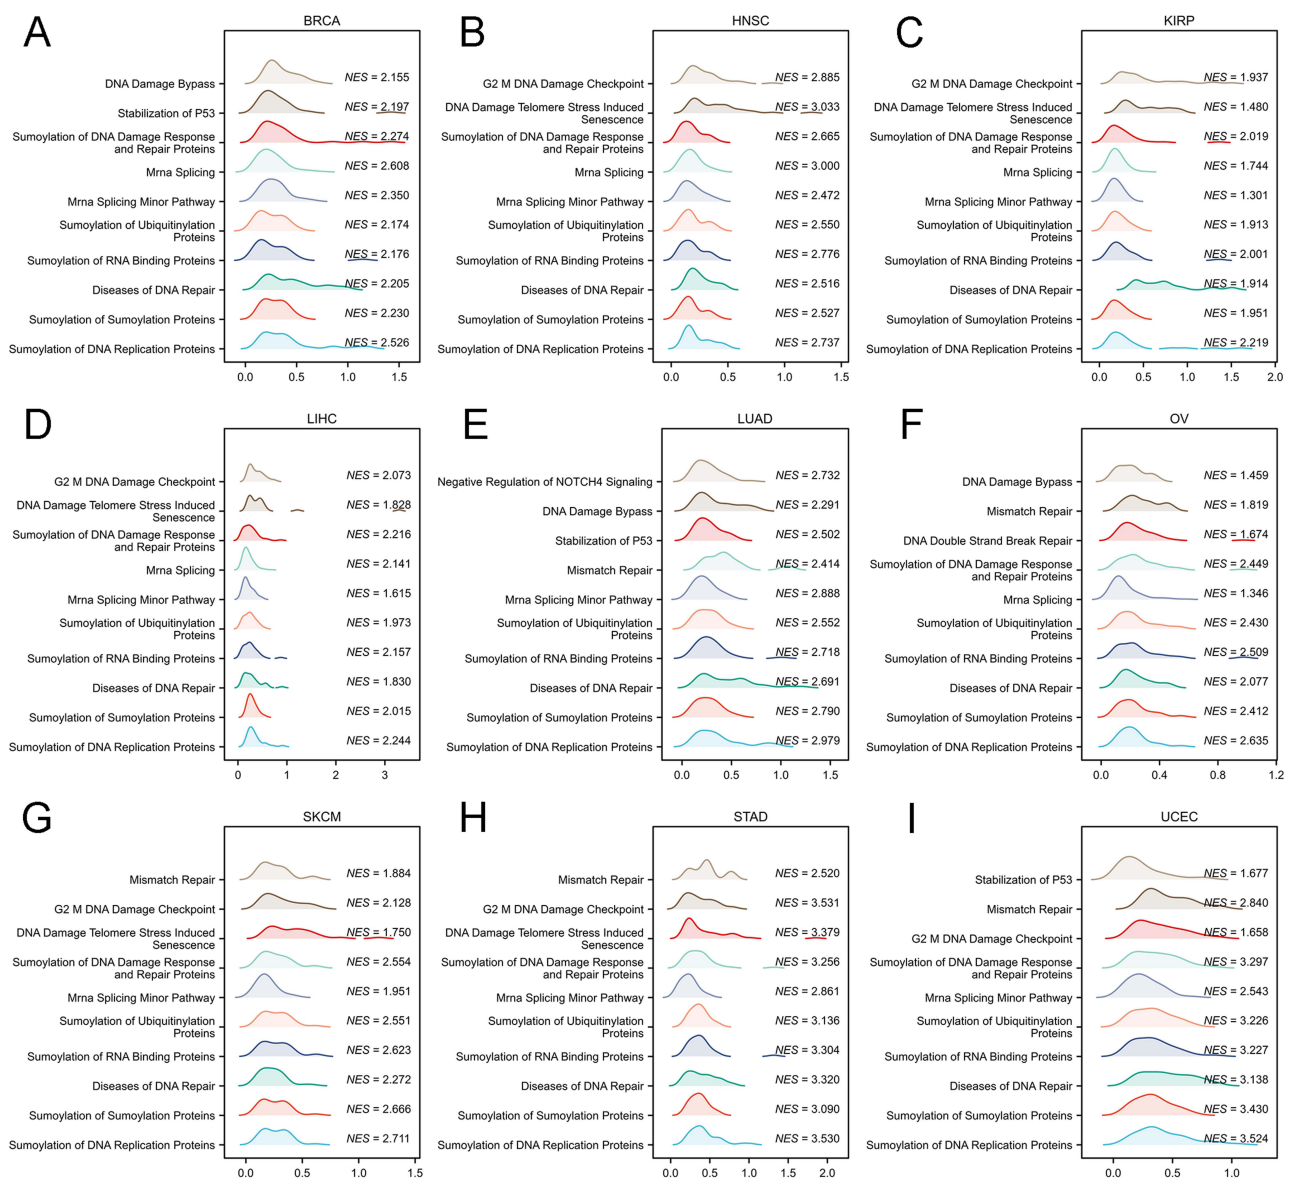 A
BRCA
DNA Damage Bypass
NES = 2.155
Stabilization of P53
NES = 2.197
Sumoylation of DNA Damage Response
and Repair Proteins
NES = 2.274
Mrna Splicing
NES = 2.608
Mrna Splicing Minor Pathway
NES = 2.350
Sumoylation of Ubiquitinylation
Proteins
NES = 2.174
Sumoylation of RNA Binding Proteins
NES = 2.176
Diseases of DNA Repair
NES = 2.205
Sumoylation of Sumoylation Proteins
NES = 2.230
Sumoylation of DNA Replication Proteins
NES = 2.526
0.0 0.5 1.0 1.5
B
HNSC
G2 M DNA Damage Checkpoint
NES = 2.885
DNA Damage Telomere Stress Induced
Senescence
NES = 3.033
Sumoylation of DNA Damage Response
and Repair Proteins
NES = 2.665
Mrna Splicing
NES = 3.000
Mrna Splicing Minor Pathway
NES = 2.472
Sumoylation of Ubiquitinylation
Proteins
NES = 2.550
Sumoylation of RNA Binding Proteins
NES = 2.776
Diseases of DNA Repair
NES = 2.516
Sumoylation of Sumoylation Proteins
NES = 2.527
Sumoylation of DNA Replication Proteins
NES = 2.737
0.0 0.5 1.0 1.5
C
KIRP
G2 M DNA Damage Checkpoint
NES = 1.937
DNA Damage Telomere Stress Induced
Senescence
NES = 1.480
Sumoylation of DNA Damage Response
and Repair Proteins
NES = 2.019
Mrna Splicing
NES = 1.744
Mrna Splicing Minor Pathway
NES = 1.301
Sumoylation of Ubiquitinylation
Proteins
NES = 1.913
Sumoylation of RNA Binding Proteins
NES = 2.001
Diseases of DNA Repair
NES = 1.914
Sumoylation of Sumoylation Proteins
NES = 1.951
Sumoylation of DNA Replication Proteins
NES = 2.219
0.0 0.5 1.0 1.5 2.0
D
LIHC
G2 M DNA Damage Checkpoint
NES = 2.073
DNA Damage Telomere Stress Induced
Senescence
NES = 1.828
Sumoylation of DNA Damage Response
and Repair Proteins
NES = 2.216
Mrna Splicing
NES = 2.141
Mrna Splicing Minor Pathway
NES = 1.615
Sumoylation of Ubiquitinylation
Proteins
NES = 1.973
Sumoylation of RNA Binding Proteins
NES = 2.157
Diseases of DNA Repair
NES = 1.830
Sumoylation of Sumoylation Proteins
NES = 2.015
Sumoylation of DNA Replication Proteins
NES = 2.244
0 1 2 3
E
LUAD
Negative Regulation of NOTCH4 Signaling
NES = 2.732
DNA Damage Bypass
NES = 2.291
Stabilization of P53
NES = 2.502
Mismatch Repair
NES = 2.414
Mrna Splicing Minor Pathway
NES = 2.888
Sumoylation of Ubiquitinylation
Proteins
NES = 2.552
Sumoylation of RNA Binding Proteins
NES = 2.718
Diseases of DNA Repair
NES = 2.691
Sumoylation of Sumoylation Proteins
NES = 2.790
Sumoylation of DNA Replication Proteins
NES = 2.979
0.0 0.5 1.0 1.5
F
OV
DNA Damage Bypass
NES = 1.459
Mismatch Repair
NES = 1.819
DNA Double Strand Break Repair
NES = 1.674
Sumoylation of DNA Damage Response
and Repair Proteins
NES = 2.449
Mrna Splicing
NES = 1.346
Sumoylation of Ubiquitinylation
Proteins
NES = 2.430
Sumoylation of RNA Binding Proteins
NES = 2.509
Diseases of DNA Repair
NES = 2.077
Sumoylation of Sumoylation Proteins
NES = 2.412
Sumoylation of DNA Replication Proteins
NES = 2.635
0.0 0.4 0.8 1.2
G
SKCM
Mismatch Repair
NES = 1.884
G2 M DNA Damage Checkpoint
NES = 2.128
DNA Damage Telomere Stress Induced
Senescence
NES = 1.750
Sumoylation of DNA Damage Response
and Repair Proteins
NES = 2.554
Mrna Splicing Minor Pathway
NES = 1.951
Sumoylation of Ubiquitinylation
Proteins
NES = 2.551
Sumoylation of RNA Binding Proteins
NES = 2.623
Diseases of DNA Repair
NES = 2.272
Sumoylation of Sumoylation Proteins
NES = 2.666
Sumoylation of DNA Replication Proteins
NES = 2.711
0.0 0.5 1.0 1.5
H
STAD
Mismatch Repair
NES = 2.520
G2 M DNA Damage Checkpoint
NES = 3.531
DNA Damage Telomere Stress Induced
Senescence
NES = 3.379
Sumoylation of DNA Damage Response
and Repair Proteins
NES = 3.256
Mrna Splicing Minor Pathway
NES = 2.861
Sumoylation of Ubiquitinylation
Proteins
NES = 3.136
Sumoylation of RNA Binding Proteins
NES = 3.304
Diseases of DNA Repair
NES = 3.320
Sumoylation of Sumoylation Proteins
NES = 3.090
Sumoylation of DNA Replication Proteins
NES = 3.530
0.0 0.5 1.0 1.5 2.0
I
UCEC
Stabilization of P53
NES = 1.677
Mismatch Repair
NES = 2.840
G2 M DNA Damage Checkpoint
NES = 1.658
Sumoylation of DNA Damage Response
and Repair Proteins
NES = 3.297
Mrna Splicing Minor Pathway
NES = 2.543
Sumoylation of Ubiquitinylation
Proteins
NES = 3.226
Sumoylation of RNA Binding Proteins
NES = 3.227
Diseases of DNA Repair
NES = 3.138
Sumoylation of Sumoylation Proteins
NES = 3.430
Sumoylation of DNA Replication Proteins
NES = 3.524
0.0 0.5 1.0